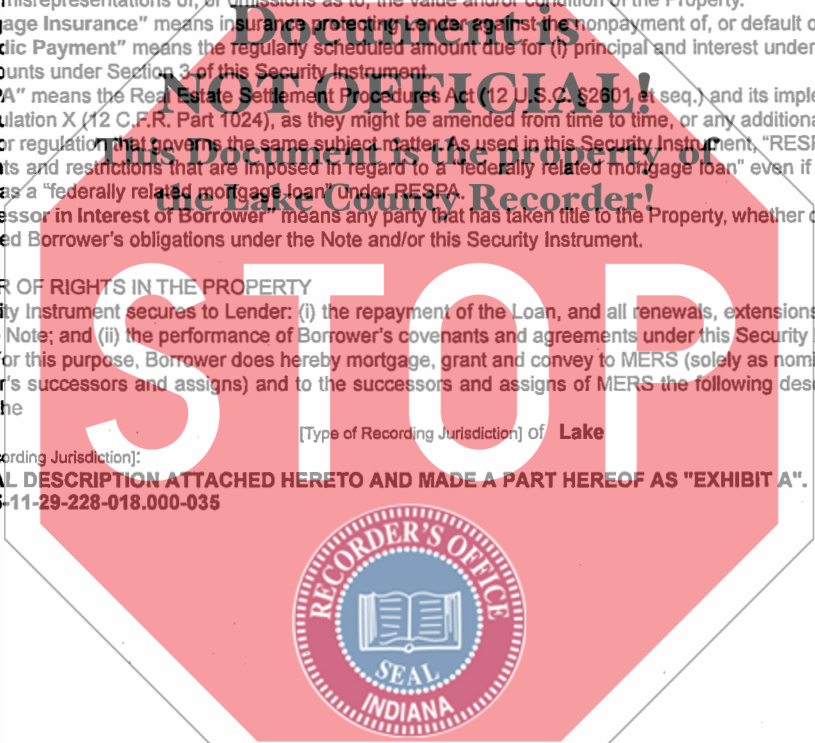 misrepresentations of, or omissions as to, the value and/or condition of the Property.
age Insurance" means insurance protecting Lender against the nonpayment of, or default o
dic Payment" means the regularly scheduled amount due for (i) principal and interest under
ounts under Section 3 of this Security Instrument.
A" means the Real Estate Settlement Procedures Act (12 U.S.C. §2601 et seq.) and its imple
ulation X (12 C.F.R. Part 1024), as they might be amended from time to time, or any additiona
or regulation that governs the same subject matter. As used in this Security Instrument, "RESP
ts and restrictions that are imposed in regard to a "federally related mortgage loan" even if
as a "federally related mortgage loan" under RESPA.
essor in Interest of Borrower" means any party that has taken title to the Property, whether o
ed Borrower's obligations under the Note and/or this Security Instrument.
R OF RIGHTS IN THE PROPERTY
ity Instrument secures to Lender: (i) the repayment of the Loan, and all renewals, extensions
Note; and (ii) the performance of Borrower's covenants and agreements under this Security
or this purpose, Borrower does hereby mortgage, grant and convey to MERS (solely as nomi
r's successors and assigns) and to the successors and assigns of MERS the following desc
he
[Type of Recording Jurisdiction] of Lake
ording Jurisdiction]:
AL DESCRIPTION ATTACHED HERETO AND MADE A PART HEREOF AS "EXHIBIT A".
-11-29-228-018.000-035
Document is
NOT OFFICIAL!
This Document is the property of
the Lake County Recorder!
STOP
RECORDER'S OFFICE
SEAL
INDIANA